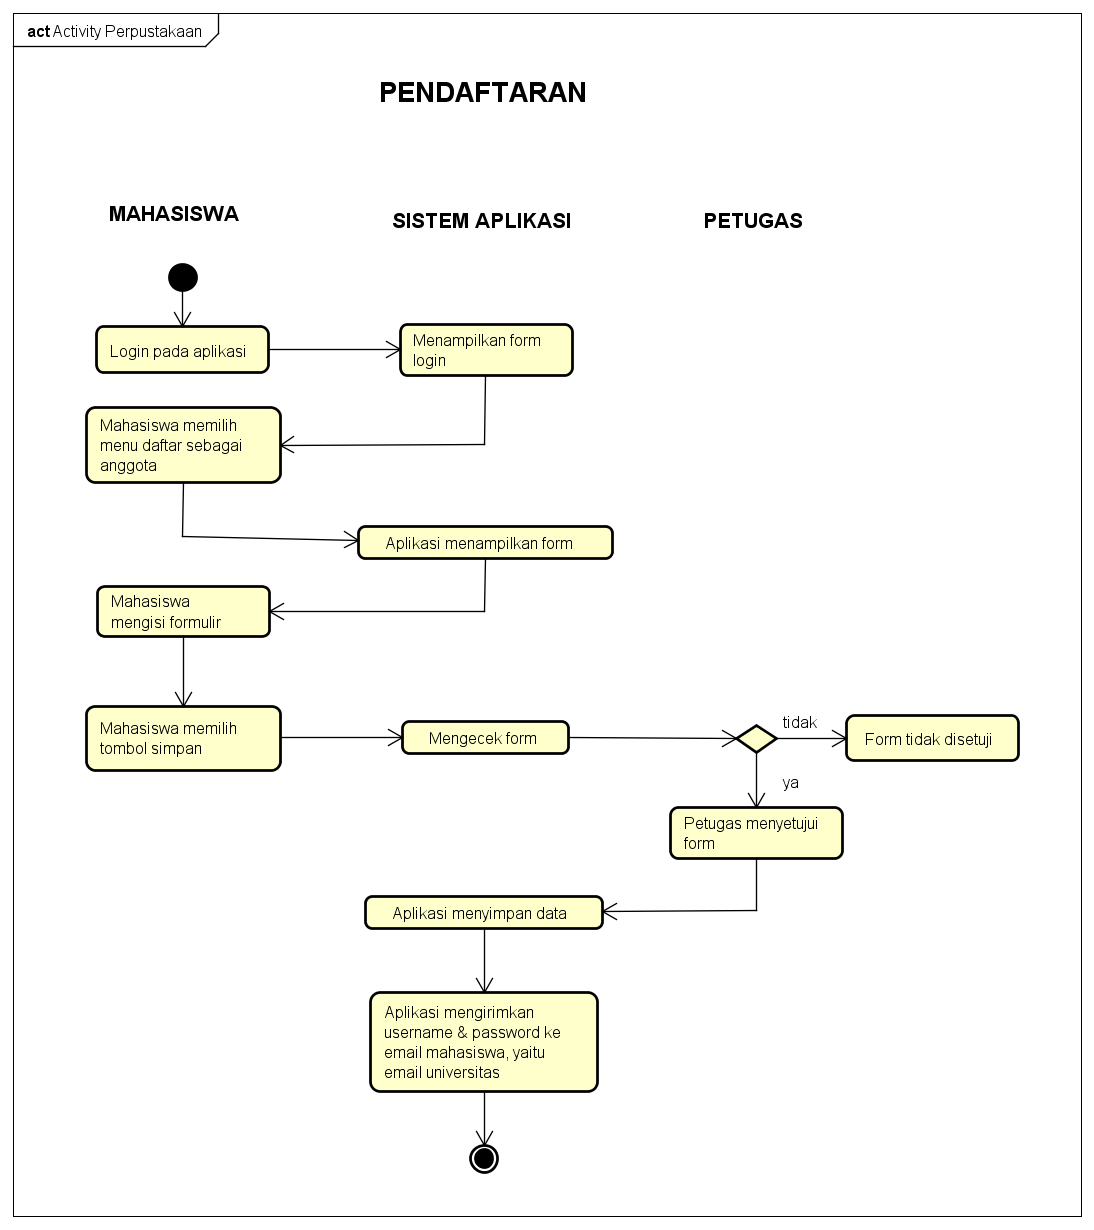 act Activity Perpustakaan
PENDAFTARAN
MAHASISWA
SISTEM APLIKASI
PETUGAS
Login pada aplikasi
Menampilkan form
login
Mahasiswa memilih
menu daftar sebagai
anggota
Aplikasi menampilkan form
Mahasiswa
mengisi formulir
Mahasiswa memilih
tombol simpan
Mengecek form
tidak
Form tidak disetuji
ya
Petugas menyetujui
form
Aplikasi menyimpan data
Aplikasi mengirimkan
username & password ke
email mahasiswa, yaitu
email universitas